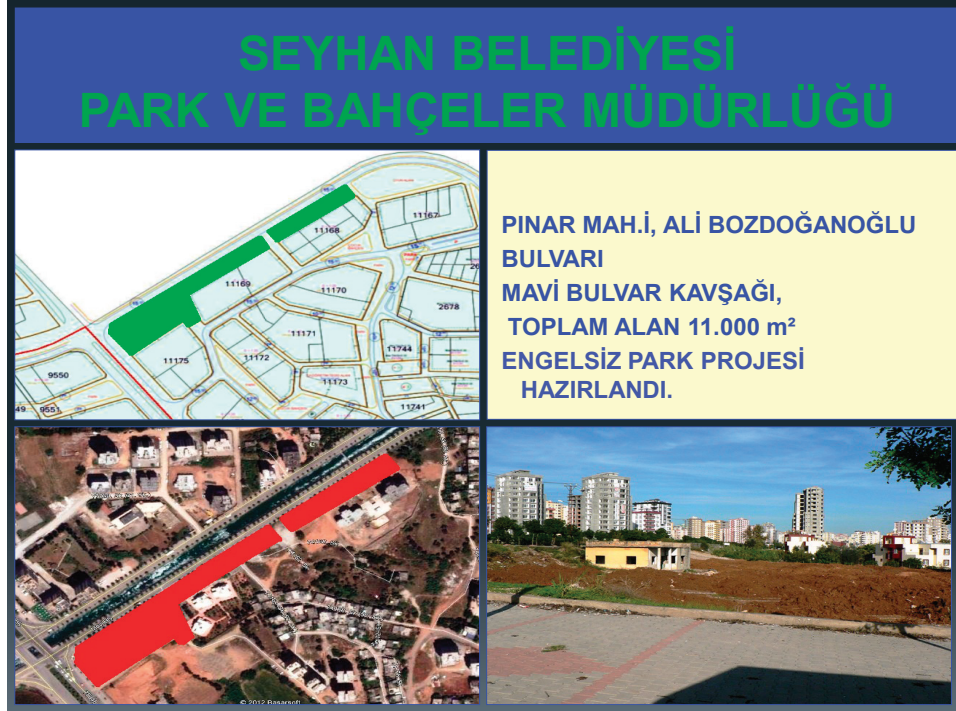 SEYHAN BELEDİYESİ
PARK VE BAHÇELER MÜDÜRLÜĞÜ
11167
11168
11169
11170
2678
11171
11744
11175
11172
11173
9550
49
9551
11741
PINAR MAH.İ, ALİ BOZDOĞANOĞLU
BULVARI
MAVİ BULVAR KAVŞAĞI,
TOPLAM ALAN 11.000 m²
ENGELSİZ PARK PROJESİ
HAZIRLANDI.
© 2012 Basarsoft